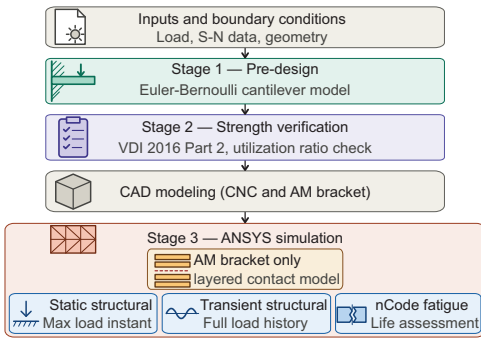 Inputs and boundary conditions
Load, S-N data, geometry
Stage 1 — Pre-design
Euler-Bernoulli cantilever model
Stage 2 — Strength verification
VDI 2016 Part 2, utilization ratio check
CAD modeling (CNC and AM bracket)
Stage 3 — ANSYS simulation
AM bracket only
layered contact model
Static structural
Max load instant
Transient structural
Full load history
nCode fatigue
Life assessment